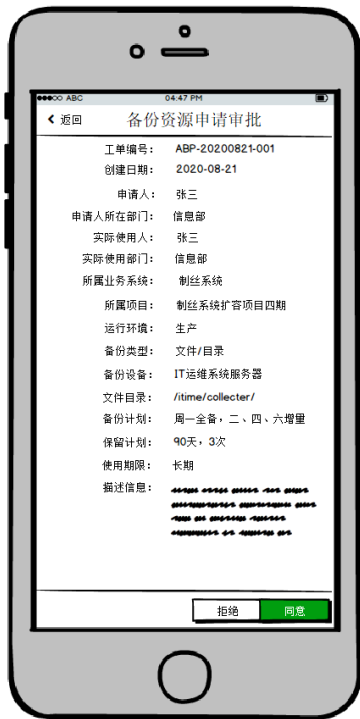 ABC 04:47 PM
返回 备份资源申请审批
工单编号： ABP-20200821-001
创建日期： 2020-08-21
申请人： 张三
申请人所在部门： 信息部
实际使用人： 张三
实际使用部门： 信息部
所属业务系统： 制丝系统
所属项目： 制丝系统扩容项目四期
运行环境： 生产
备份类型： 文件/目录
备份设备： IT运维系统服务器
文件目录： /itime/collecter/
备份计划： 周一全备，二、四、六增量
保留计划： 90天，3次
使用期限： 长期
描述信息：
拒绝 同意